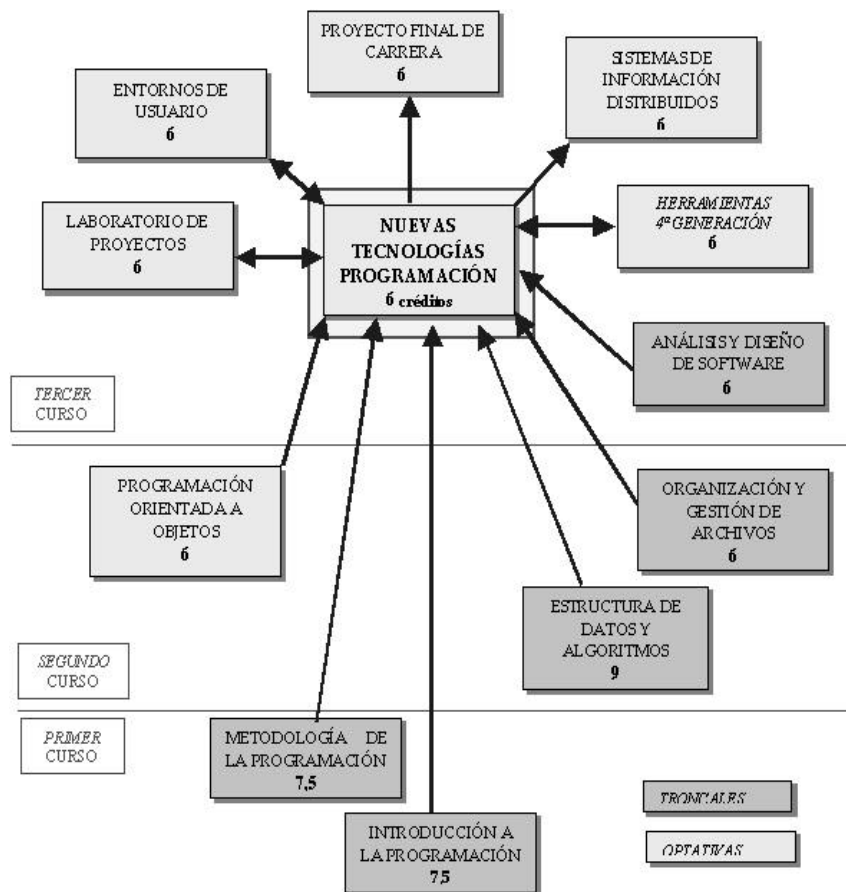 PROYECTO FINAL DE
CARRERA
6
SISTEMAS DE
INFORMACIÓN
DISTRIBUIDOS
6
ENTORNOS DE
USUARIO
6
HERRAMIENTAS
4ª GENERACIÓN
6
LABORATORIO DE
PROYECTOS
6
NUEVAS
TECNOLOGÍAS
PROGRAMACIÓN
6 créditos
ANÁLISIS Y DISEÑO
DE SOFTWARE
6
TERCER
CURSO
PROGRAMACIÓN
ORIENTADA A
OBJETOS
6
ORGANIZACIÓN Y
GESTIÓN DE
ARCHIVOS
6
ESTRUCTURA DE
DATOS Y
ALGORITMOS
9
SEGUNDO
CURSO
PRIMER
CURSO
METODOLOGÍA DE
LA PROGRAMACIÓN
7,5
INTRODUCCIÓN A
LA PROGRAMACIÓN
7,5
TRONCALES
OPTATIVAS